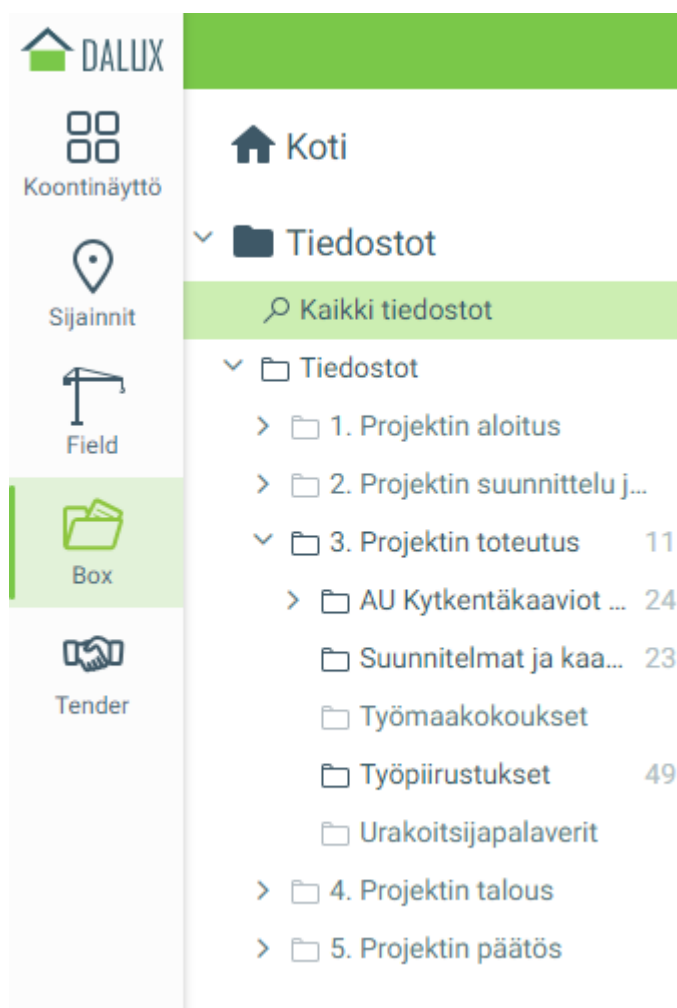 DALUX
Koontinäyttö
Sijainnit
Field
Box
Tender
Koti
Tiedostot
Kaikki tiedostot
Tiedostot
1. Projektin aloitus
2. Projektin suunnittelu j...
3. Projektin toteutus 11
AU Kytkentäkaaviot ... 24
Suunnitelmat ja kaa... 23
Työmaakokoukset
Työpiirustukset 49
Urakoitsijapalaverit
4. Projektin talous
5. Projektin päätös